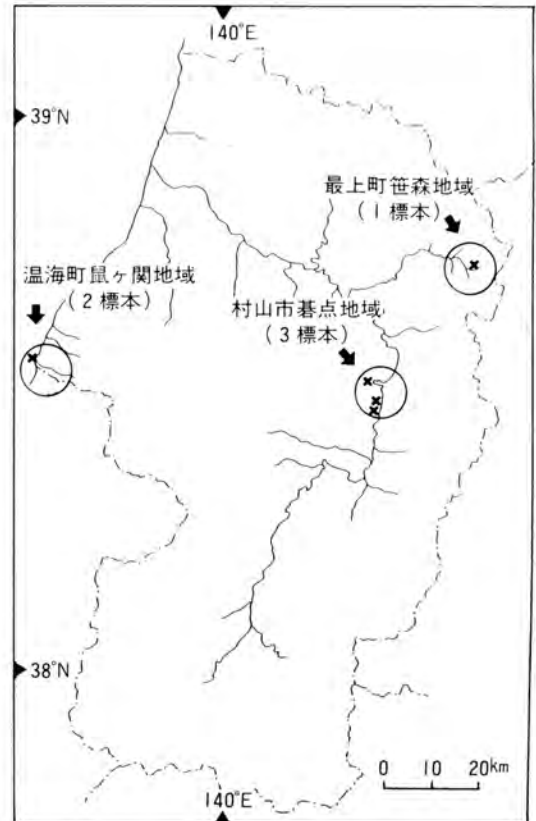 140°E
39°N
最上町笹森地域
(1標本)
温海町鼠ヶ関地域
(2標本)
村山市碁点地域
(3標本)
38°N
0 10 20km
140°E